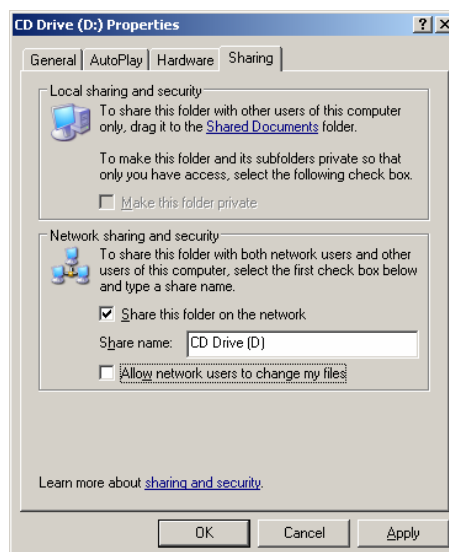 CD Drive (D:) Properties
General
AutoPlay
Hardware
Sharing
Local sharing and security
To share this folder with other users of this computer
only, drag it to the Shared Documents folder.
To make this folder and its subfolders private so that
only you have access, select the following check box.
Make this folder private
Network sharing and security
To share this folder with both network users and other
users of this computer, select the first check box below
and type a share name.
Share this folder on the network
Share name: CD Drive (D)
Allow network users to change my files
Learn more about sharing and security.
OK
Cancel
Apply